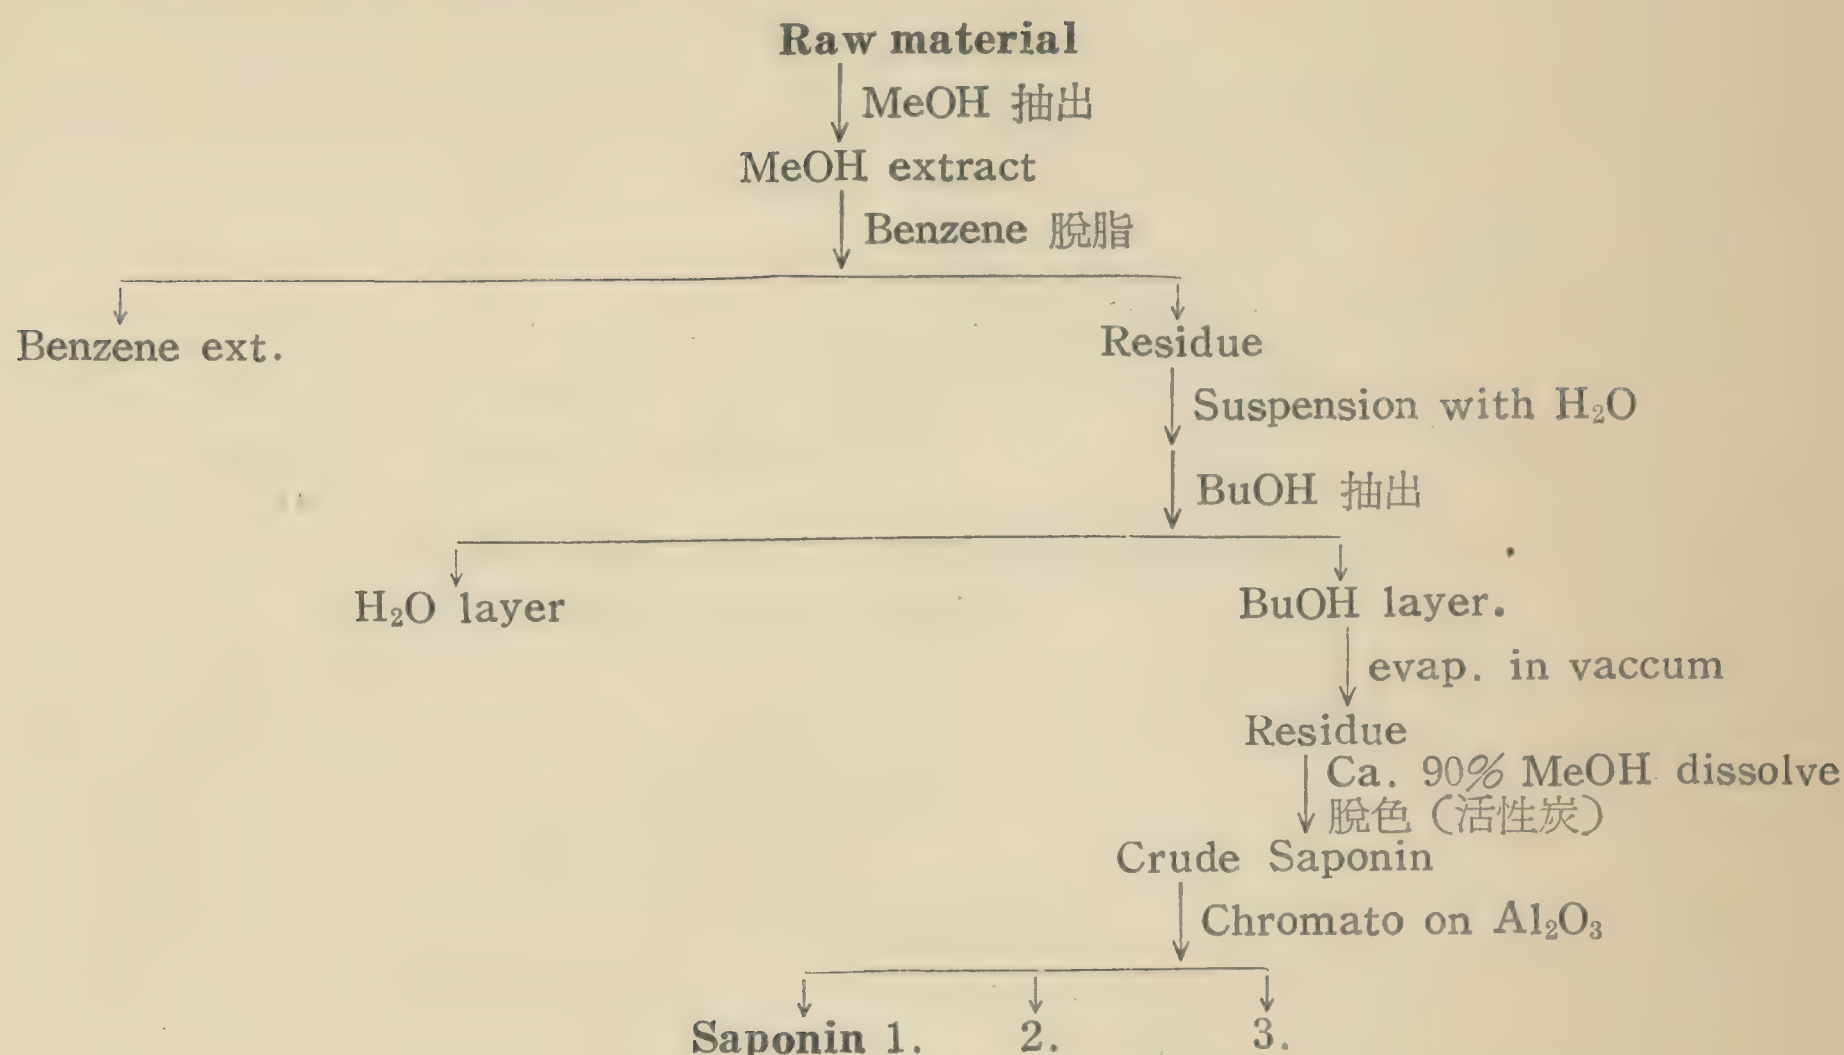 Raw material
MeOH 抽出
MeOH extract
Benzene 脫脂
Benzene ext.
Residue
Suspension with H₂O
BuOH 抽出
H₂O layer
BuOH layer.
evap. in vaccum
Residue
Ca. 90% MeOH dissolve
脫色 (活性炭)
Crude Saponin
Chromato on Al₂O₃
Saponin 1. 2. 3.